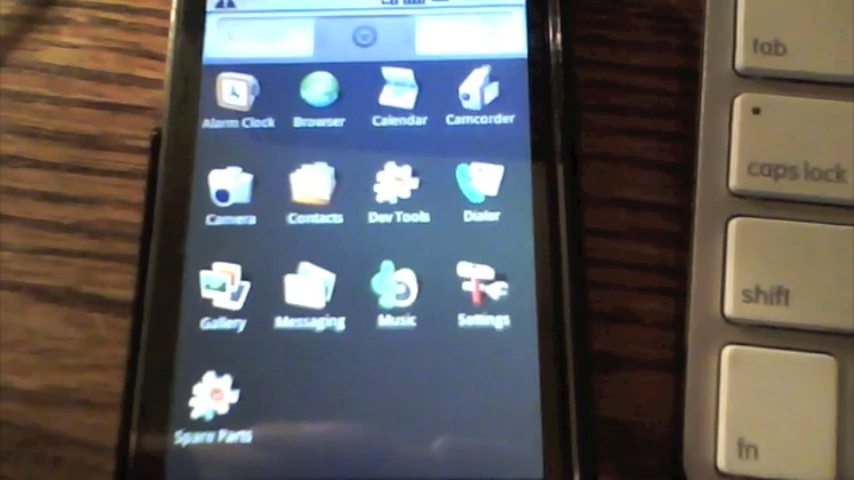 Alarm Clock Browser Calendar Camcorder
Camera Contacts Dev Tools Dialer
Gallery Messaging Music Settings
Spare Parts
tab
caps lock
shift
fn